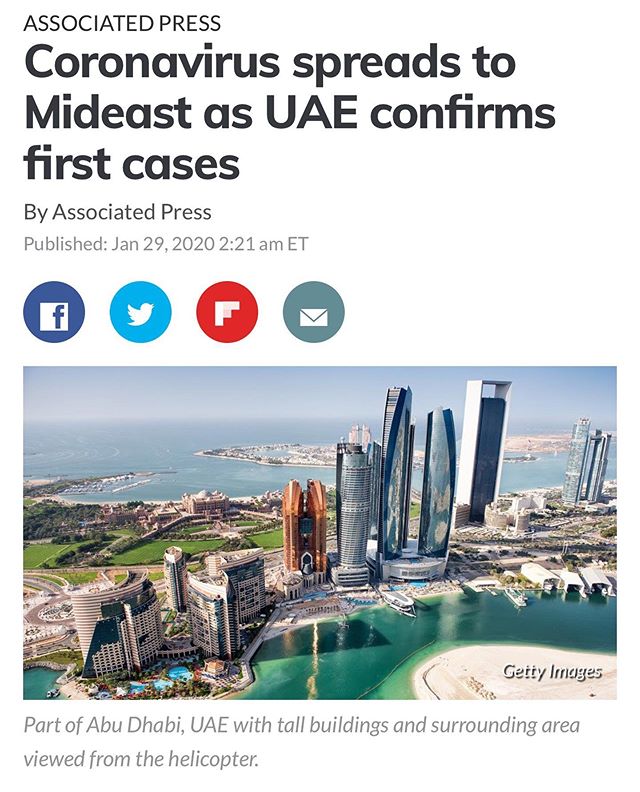 ASSOCIATED PRESS
Coronavirus spreads to
Mideast as UAE confirms
first cases
By Associated Press
Published: Jan 29, 2020 2:21 am ET
Getty Images
Part of Abu Dhabi, UAE with tall buildings and surrounding area
viewed from the helicopter.